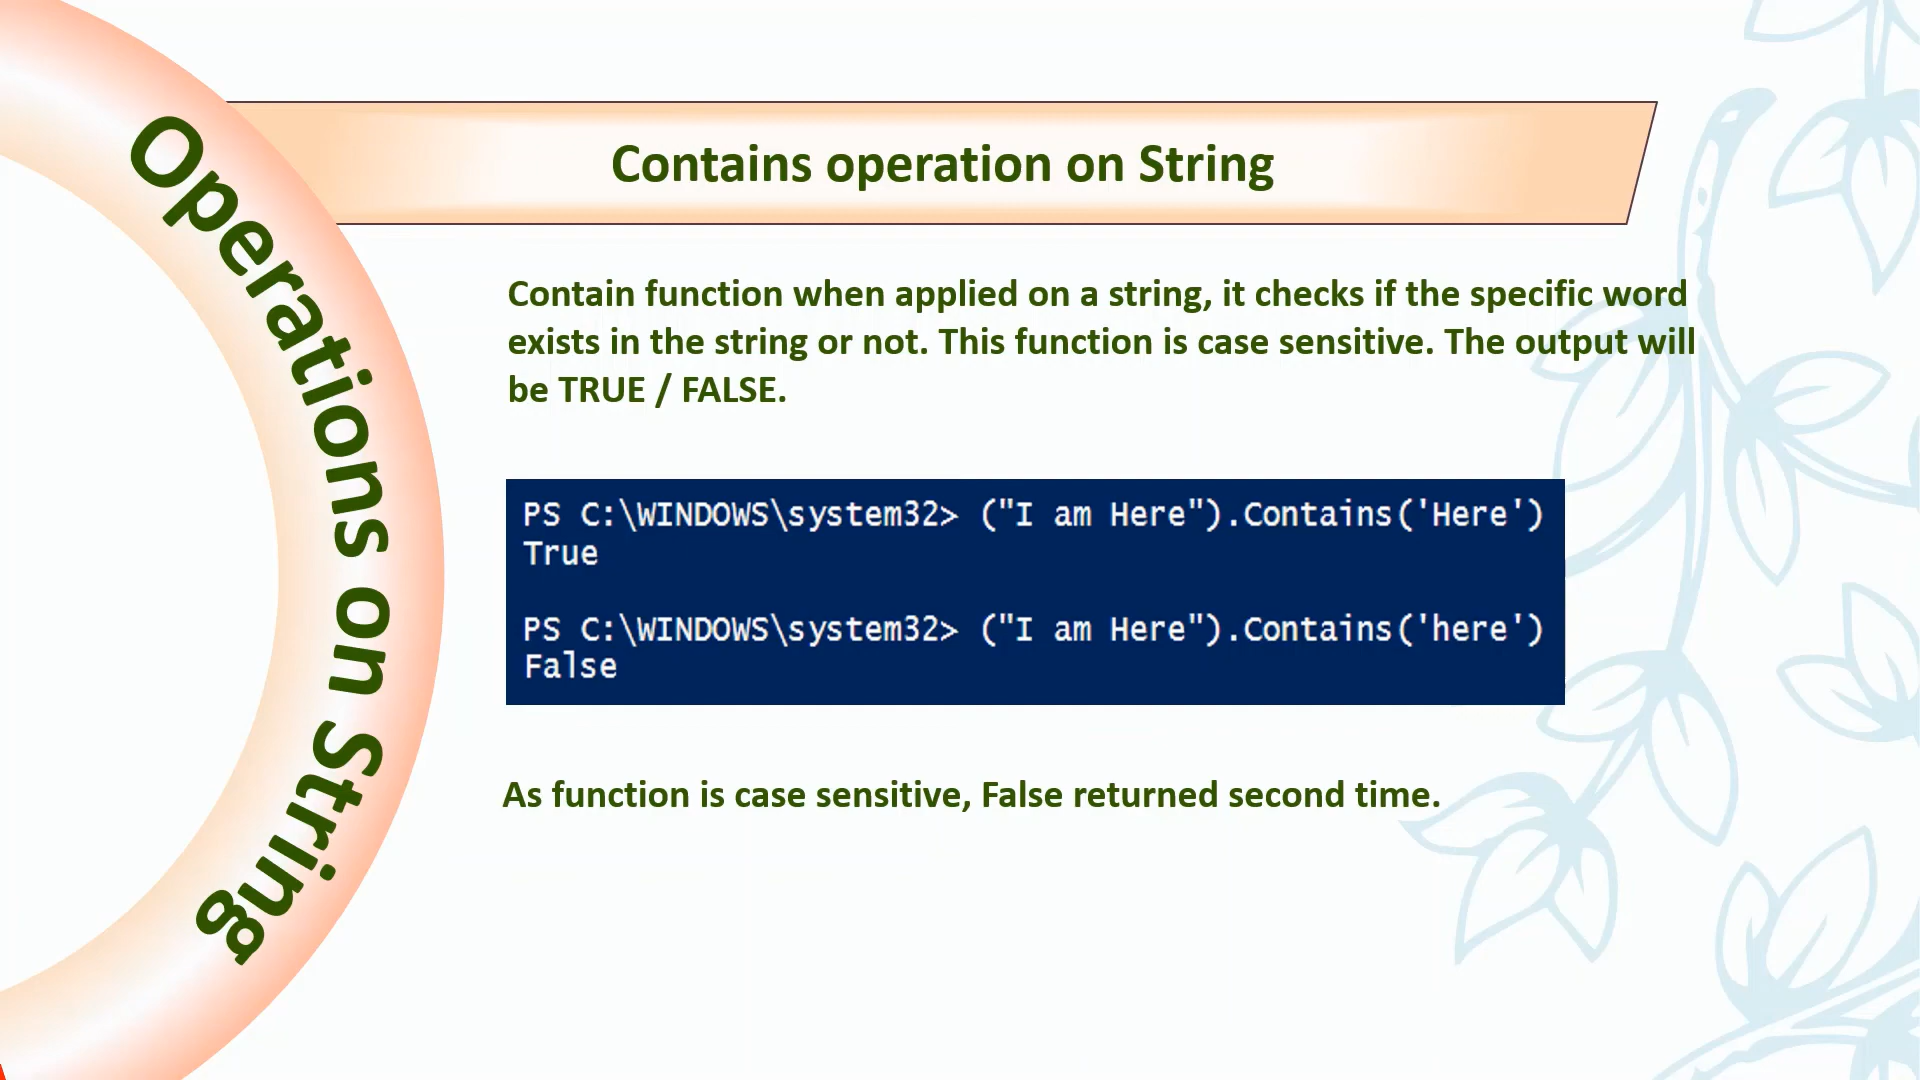 Operations on String
Contains operation on String
Contain function when applied on a string, it checks if the specific word
exists in the string or not. This function is case sensitive. The output will
be TRUE / FALSE.
PS C:\WINDOWS\system32> ("I am Here").Contains('Here')
True
PS C:\WINDOWS\system32> ("I am Here").Contains('here')
False
As function is case sensitive, False returned second time.